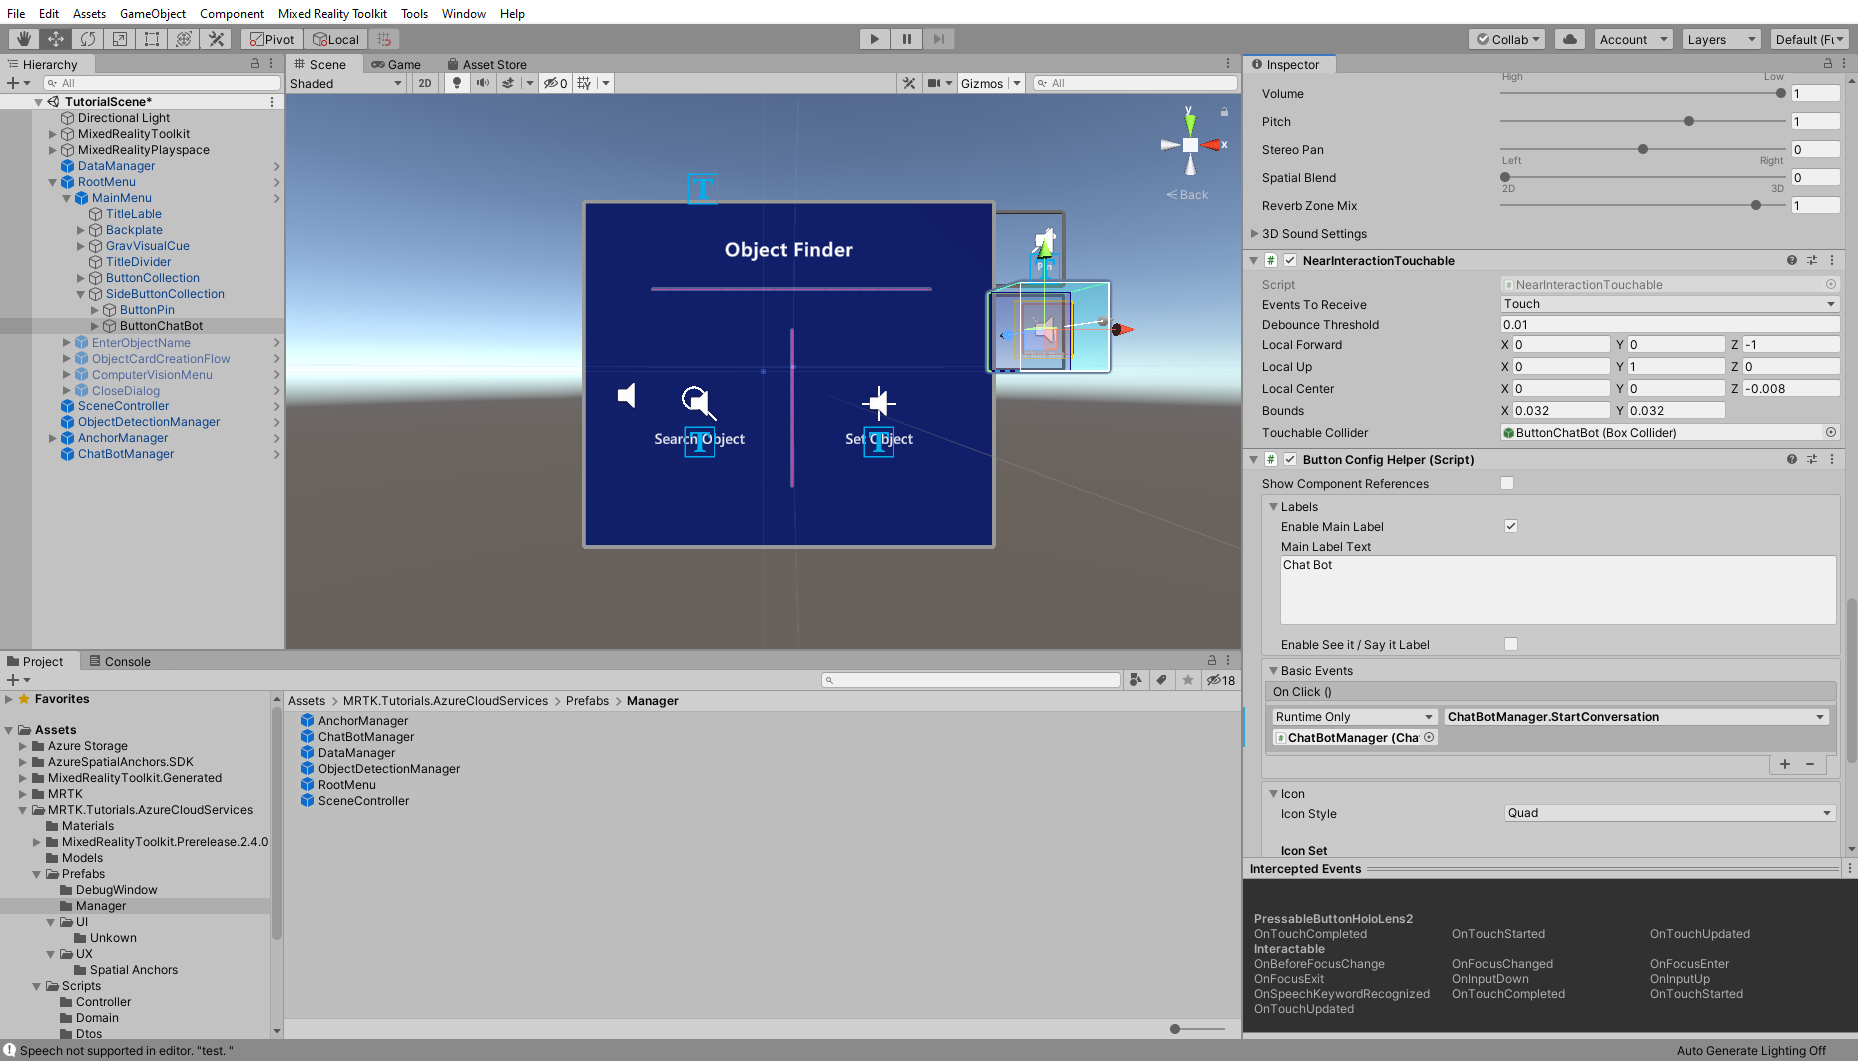 File Edit Assets GameObject Component Mixed Reality Toolkit Tools Window Help
Pivot Local Collab Account Layers Default (Fu
Hierarchy
All
TutorialScene*
Directional Light
MixedRealityToolkit
MixedRealityPlayspace
DataManager
RootMenu
MainMenu
TitleLable
Backplate
GravVisualCue
TitleDivider
ButtonCollection
SideButtonCollection
ButtonPin
ButtonChatBot
EnterObjectName
ObjectCardCreationFlow
ComputerVisionMenu
CloseDialog
SceneController
ObjectDetectionManager
AnchorManager
ChatBotManager
Scene Game Asset Store
Shaded 2D 0 Gizmos All
y
x
Back
T
Object Finder
Pin
Search Object
T
Set Object
T
Project Console
18
Favorites
Assets
Azure Storage
AzureSpatialAnchors.SDK
MixedRealityToolkit.Generated
MRTK
MRTK.Tutorials.AzureCloudServices
Materials
MixedRealityToolkit.Prerelease.2.4.0
Models
Prefabs
DebugWindow
Manager
UI
Unkown
UX
Spatial Anchors
Scripts
Controller
Domain
Dtos
Assets > MRTK.Tutorials.AzureCloudServices > Prefabs > Manager
AnchorManager
ChatBotManager
DataManager
ObjectDetectionManager
RootMenu
SceneController
Inspector
High Low
Volume 1
Pitch 1
Stereo Pan 0
Left Right
Spatial Blend 0
2D 3D
Reverb Zone Mix 1
3D Sound Settings
# NearInteractionTouchable
Script # NearInteractionTouchable
Events To Receive Touch
Debounce Threshold 0.01
Local Forward X 0 Y 0 Z -1
Local Up X 0 Y 1 Z 0
Local Center X 0 Y 0 Z -0.008
Bounds X 0.032 Y 0.032
Touchable Collider ButtonChatBot (Box Collider)
# Button Config Helper (Script)
Show Component References
Labels
Enable Main Label
Main Label Text
Chat Bot
Enable See it / Say it Label
Basic Events
On Click ()
Runtime Only ChatBotManager.StartConversation
# ChatBotManager (Cha
+ −
Icon
Icon Style Quad
Icon Set
Intercepted Events
PressableButtonHoloLens2
OnTouchCompleted OnTouchStarted OnTouchUpdated
Interactable
OnBeforeFocusChange OnFocusChanged OnFocusEnter
OnFocusExit OnInputDown OnInputUp
OnSpeechKeywordRecognized OnTouchCompleted OnTouchStarted
OnTouchUpdated
Speech not supported in editor. "test. "
Auto Generate Lighting Off